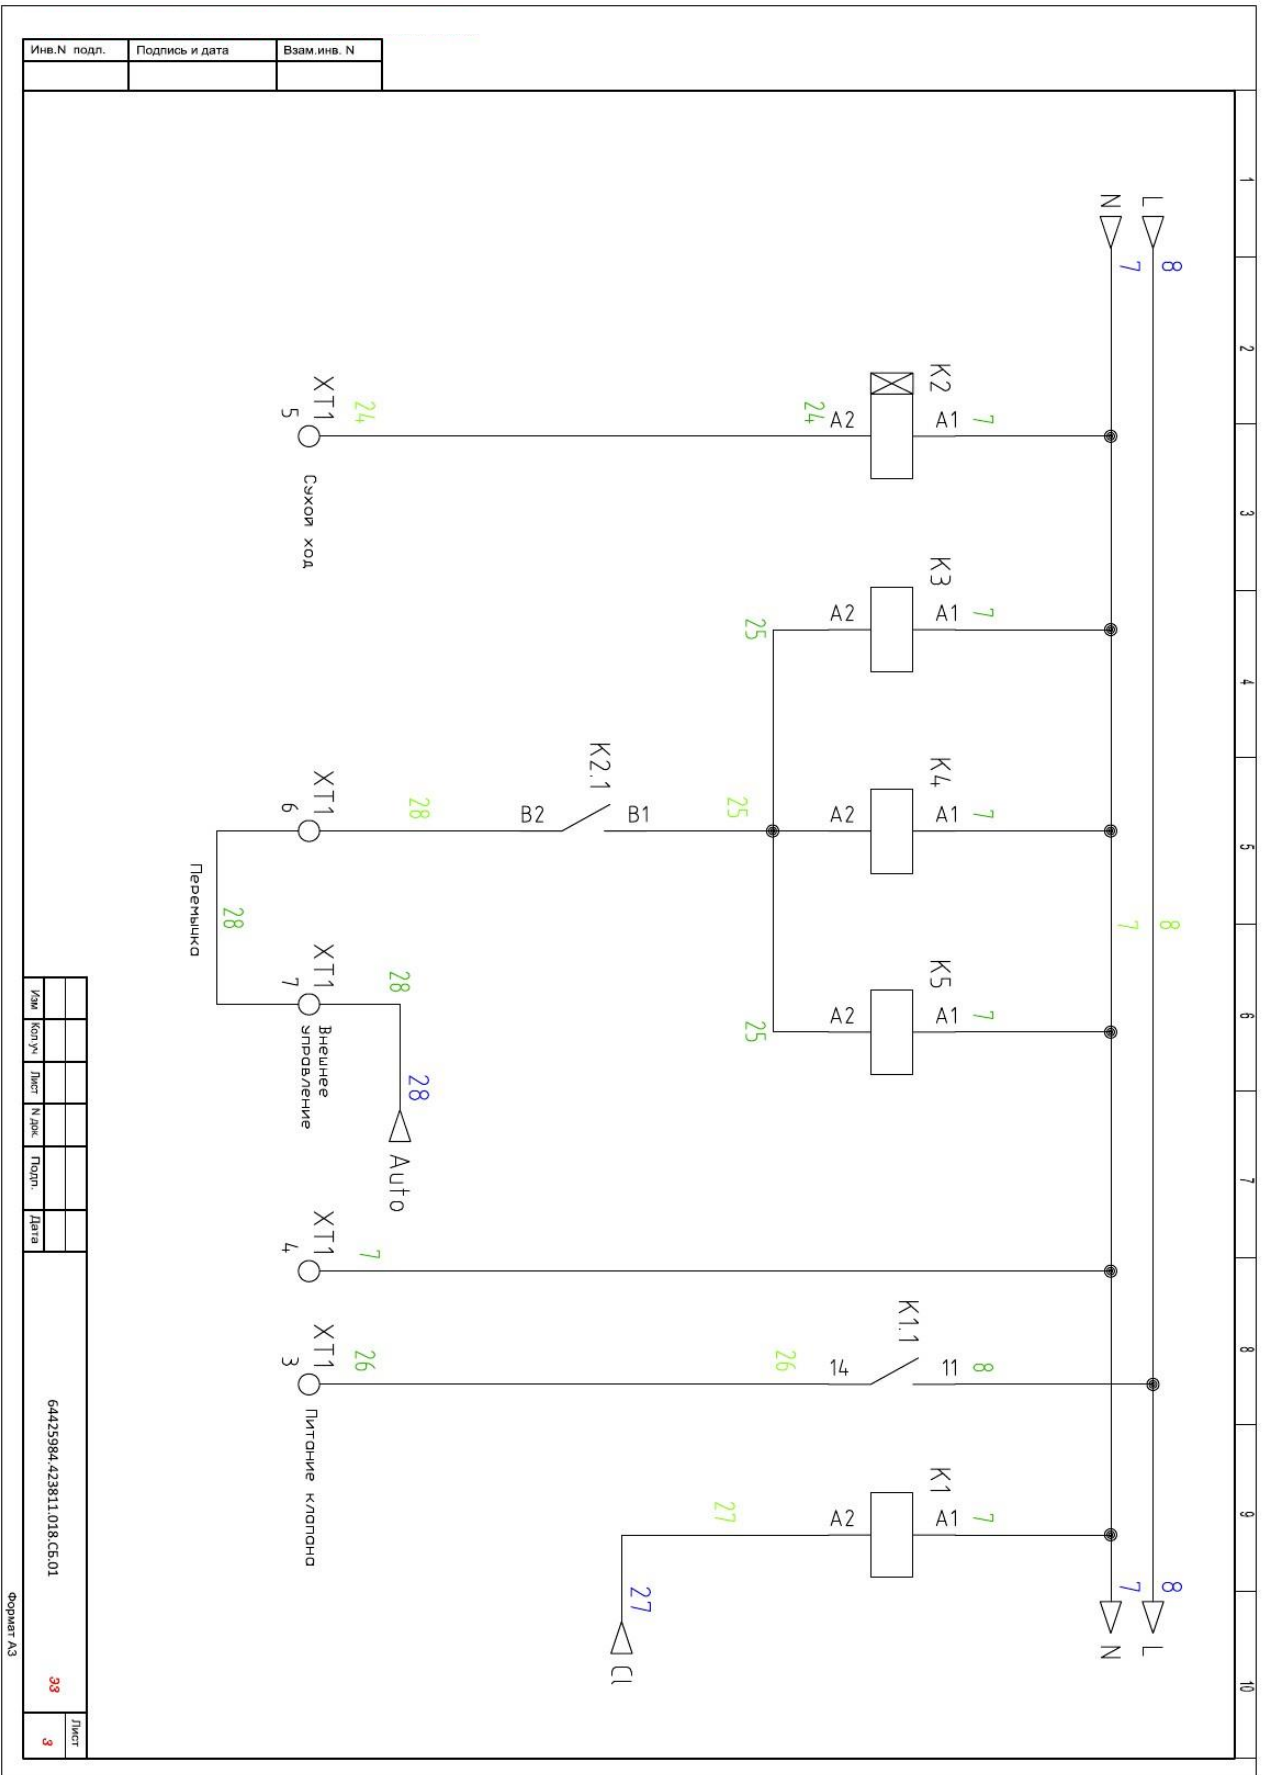 Инв.N подл.
Подпись и дата
Взам.инв. N
1 2 3 4 5 6 7 8 9 10
L 8 8 8 L
N 7 7 7 N
7 7 7 7 8 7
K2 A1
K3 A1
K4 A1
K5 A1
K1.1 11
K1 A1
A2 A2 A2 A2 14 A2
24 25 25 25 26 27
K2.1
B1
B2
27 Cl
28
28
28 Auto
24
7
26
XT1
5
Сухой ход
XT1
6
XT1
7
Внешнее
управление
XT1
4
XT1
3
Питание клапана
28
Перемычка
Изм Кол.уч Лист N док. Подп. Дата
64425984.423811.018.СБ.01
ЭЗ
Лист
3
Формат А3